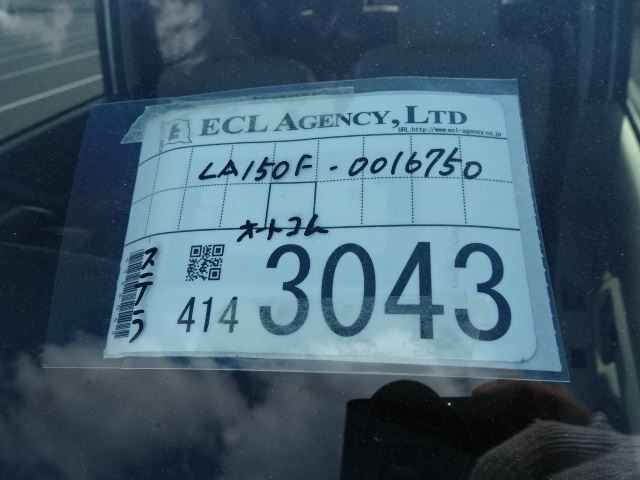 ECL AGENCY, LTD
URL:http://www.ecl-agency.co.jp
LA150F-0016750
オートコム
ステラ
414 3043